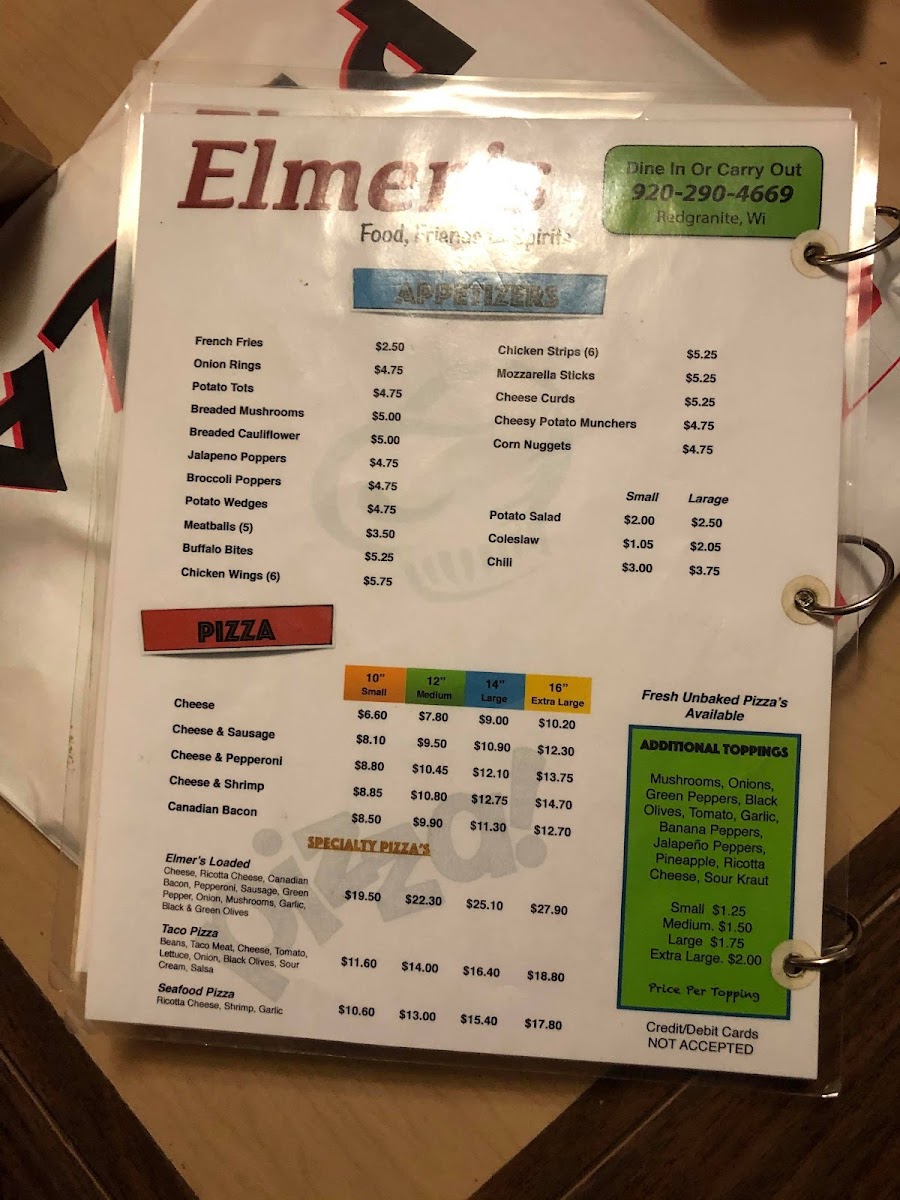 Elmer's
Food, Friends & Spirits
Dine In Or Carry Out
920-290-4669
Redgranite, Wi
APPETIZERS
French Fries $2.50
Onion Rings $4.75
Potato Tots $4.75
Breaded Mushrooms $5.00
Breaded Cauliflower $5.00
Jalapeno Poppers $4.75
Broccoli Poppers $4.75
Potato Wedges $4.75
Meatballs (5) $3.50
Buffalo Bites $5.25
Chicken Wings (6) $5.75
Chicken Strips (6) $5.25
Mozzarella Sticks $5.25
Cheese Curds $5.25
Cheesy Potato Munchers $4.75
Corn Nuggets $4.75
Small Larage
Potato Salad $2.00 $2.50
Coleslaw $1.05 $2.05
Chili $3.00 $3.75
PIZZA
10" 12" 14" 16"
Small Medium Large Extra Large
Cheese $6.60 $7.80 $9.00 $10.20
Cheese & Sausage $8.10 $9.50 $10.90 $12.30
Cheese & Pepperoni $8.80 $10.45 $12.10 $13.75
Cheese & Shrimp $8.85 $10.80 $12.75 $14.70
Canadian Bacon $8.50 $9.90 $11.30 $12.70
pizza!
SPECIALTY PIZZA'S
Elmer's Loaded
Cheese, Ricotta Cheese, Canadian
Bacon, Pepperoni, Sausage, Green
Pepper, Onion, Mushrooms, Garlic,
Black & Green Olives
$19.50 $22.30 $25.10 $27.90
Taco Pizza
Beans, Taco Meat, Cheese, Tomato,
Lettuce, Onion, Black Olives, Sour
Cream, Salsa
$11.60 $14.00 $16.40 $18.80
Seafood Pizza
Ricotta Cheese, Shrimp, Garlic
$10.60 $13.00 $15.40 $17.80
Fresh Unbaked Pizza's
Available
ADDITIONAL TOPPINGS
Mushrooms, Onions,
Green Peppers, Black
Olives, Tomato, Garlic,
Banana Peppers,
Jalapeño Peppers,
Pineapple, Ricotta
Cheese, Sour Kraut
Small $1.25
Medium. $1.50
Large $1.75
Extra Large. $2.00
Price Per Topping
Credit/Debit Cards
NOT ACCEPTED